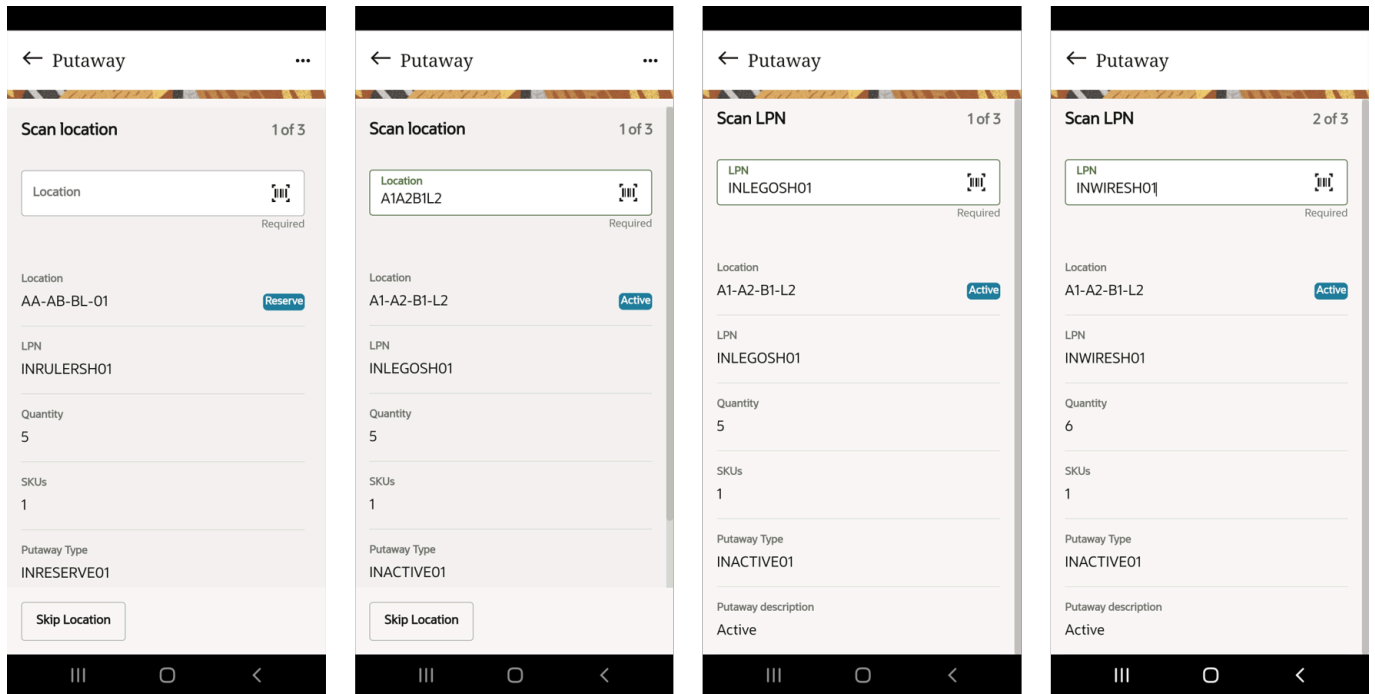 Putaway
Scan location 1 of 3
Location
Required
Location
AA-AB-BL-01 Reserve
LPN
INRULERSH01
Quantity
5
SKUs
1
Putaway Type
INRESERVE01
Skip Location
Putaway
Scan location 1 of 3
Location
A1A2B1L2
Required
Location
A1-A2-B1-L2 Active
LPN
INLEGOSH01
Quantity
5
SKUs
1
Putaway Type
INACTIVE01
Skip Location
Putaway
Scan LPN 1 of 3
LPN
INLEGOSH01
Required
Location
A1-A2-B1-L2 Active
LPN
INLEGOSH01
Quantity
5
SKUs
1
Putaway Type
INACTIVE01
Putaway description
Active
Putaway
Scan LPN 2 of 3
LPN
INWIRESH01
Required
Location
A1-A2-B1-L2 Active
LPN
INWIRESH01
Quantity
6
SKUs
1
Putaway Type
INACTIVE01
Putaway description
Active